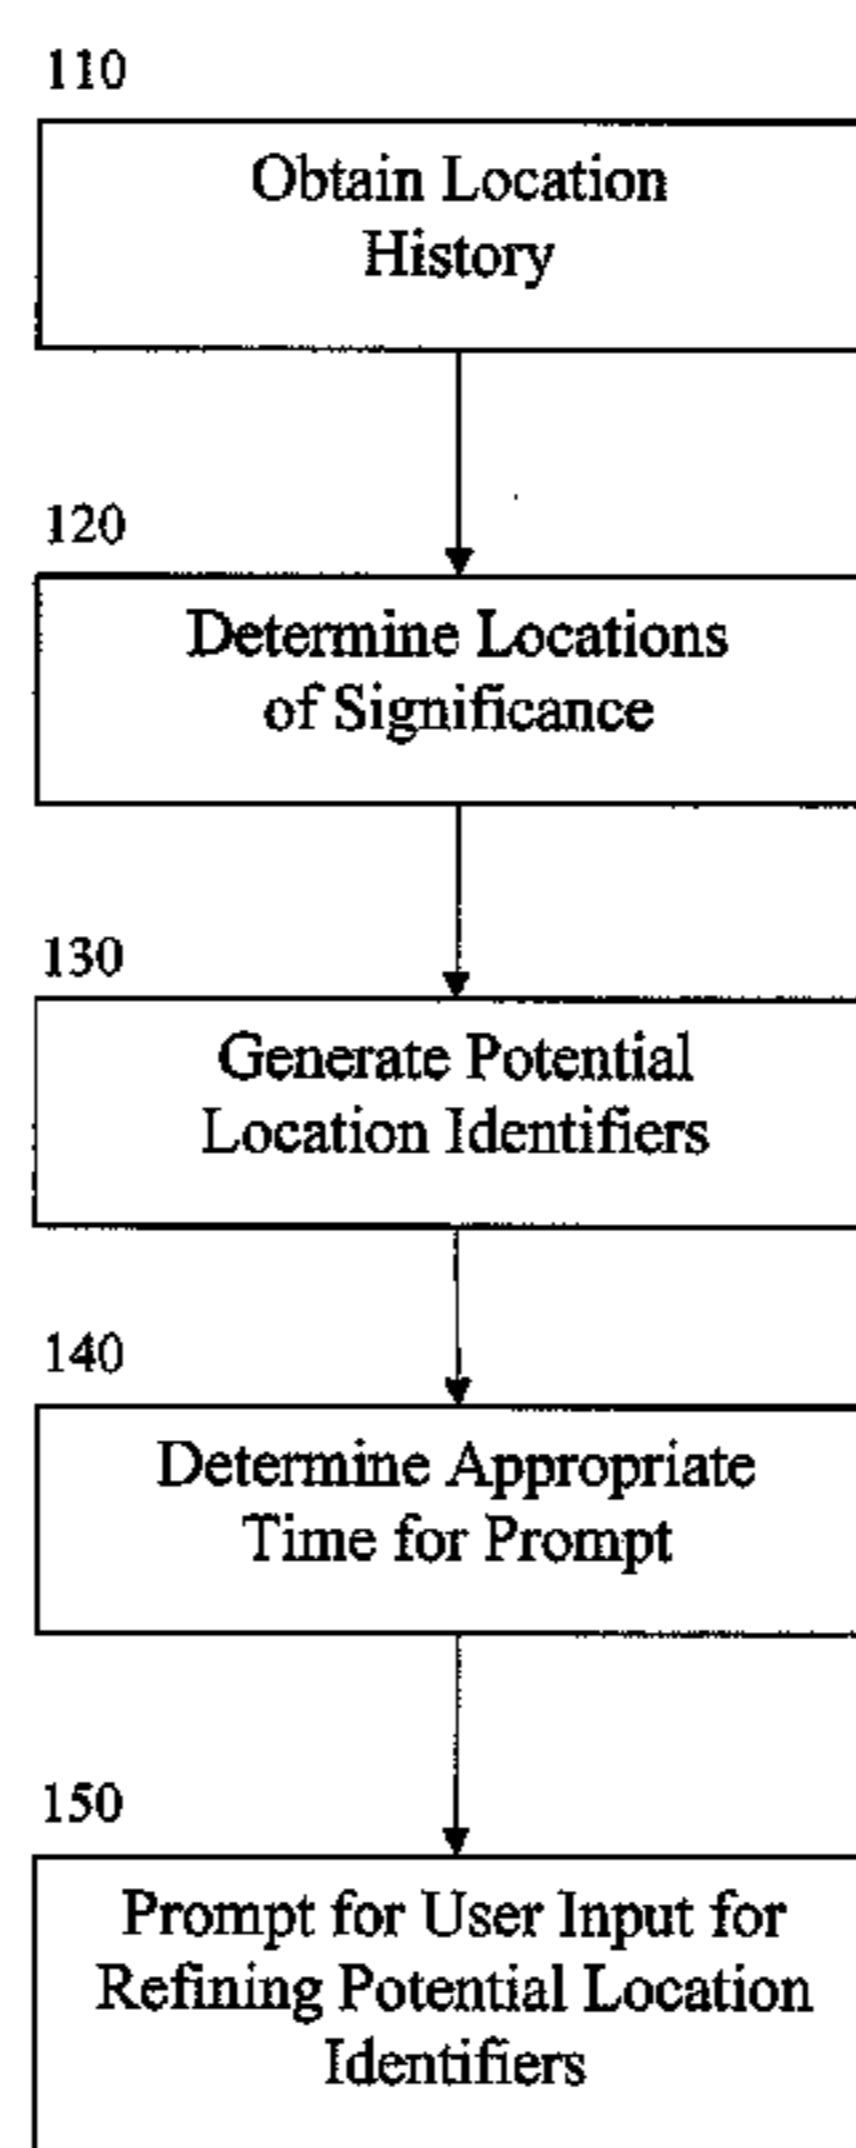 110
Obtain Location
History
120
Determine Locations
of Significance
130
Generate Potential
Location Identifiers
140
Determine Appropriate
Time for Prompt
150
Prompt for User Input for
Refining Potential Location
Identifiers